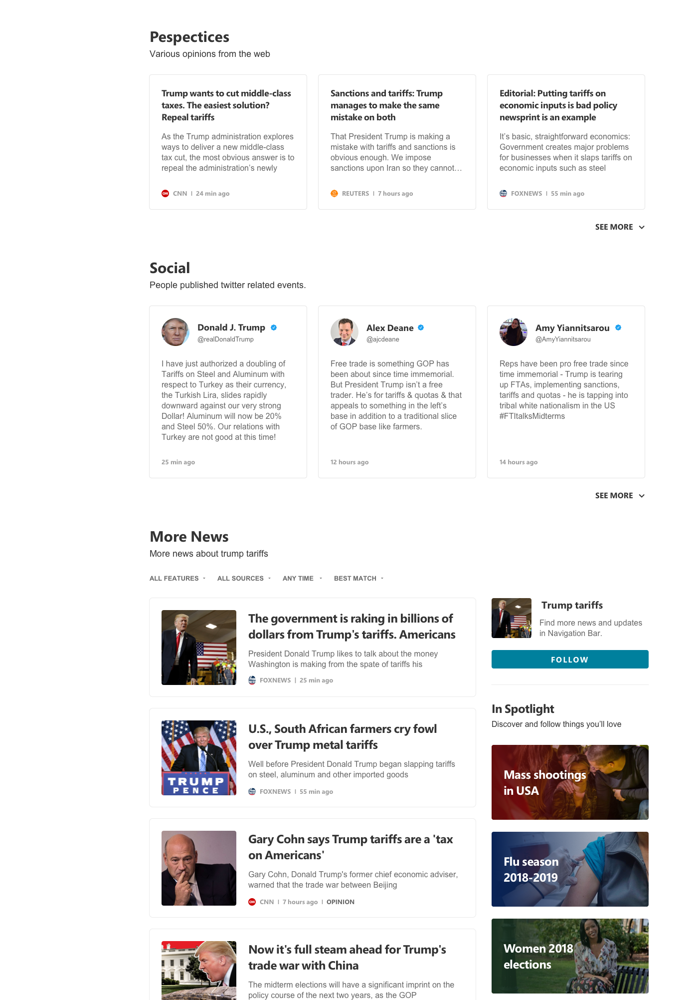 Pespectices
Various opinions from the web
Trump wants to cut middle-class
taxes. The easiest solution?
Repeal tariffs
As the Trump administration explores
ways to deliver a new middle-class
tax cut, the most obvious answer is to
repeal the administration's newly
CNN | 24 min ago
Sanctions and tariffs: Trump
manages to make the same
mistake on both
That President Trump is making a
mistake with tariffs and sanctions is
obvious enough. We impose
sanctions upon Iran so they cannot…
REUTERS | 7 hours ago
Editorial: Putting tariffs on
economic inputs is bad policy
newsprint is an example
It's basic, straightforward economics:
Government creates major problems
for businesses when it slaps tariffs on
economic inputs such as steel
FOXNEWS | 55 min ago
SEE MORE
Social
People published twitter related events.
Donald J. Trump
@realDonaldTrump
I have just authorized a doubling of
Tariffs on Steel and Aluminum with
respect to Turkey as their currency,
the Turkish Lira, slides rapidly
downward against our very strong
Dollar! Aluminum will now be 20%
and Steel 50%. Our relations with
Turkey are not good at this time!
25 min ago
Alex Deane
@ajcdeane
Free trade is something GOP has
been about since time immemorial.
But President Trump isn't a free
trader. He's for tariffs & quotas & that
appeals to something in the left's
base in addition to a traditional slice
of GOP base like farmers.
12 hours ago
Amy Yiannitsarou
@AmyYiannitsarou
Reps have been pro free trade since
time immemorial - Trump is tearing
up FTAs, implementing sanctions,
tariffs and quotas - he is tapping into
tribal white nationalism in the US
#FTItalksMidterms
14 hours ago
SEE MORE
More News
More news about trump tariffs
ALL FEATURES
ALL SOURCES
ANY TIME
BEST MATCH
The government is raking in billions of
dollars from Trump's tariffs. Americans
President Donald Trump likes to talk about the money
Washington is making from the spate of tariffs his
FOXNEWS | 25 min ago
TRUMP
PENCE
U.S., South African farmers cry fowl
over Trump metal tariffs
Well before President Donald Trump began slapping tariffs
on steel, aluminum and other imported goods
FOXNEWS | 55 min ago
Gary Cohn says Trump tariffs are a 'tax
on Americans'
Gary Cohn, Donald Trump's former chief economic adviser,
warned that the trade war between Beijing
CNN | 7 hours ago | OPINION
Now it's full steam ahead for Trump's
trade war with China
The midterm elections will have a significant imprint on the
policy course of the next two years, as the GOP
Trump tariffs
Find more news and updates
in Navigation Bar.
FOLLOW
In Spotlight
Discover and follow things you'll love
Mass shootings
in USA
Flu season
2018-2019
Women 2018
elections